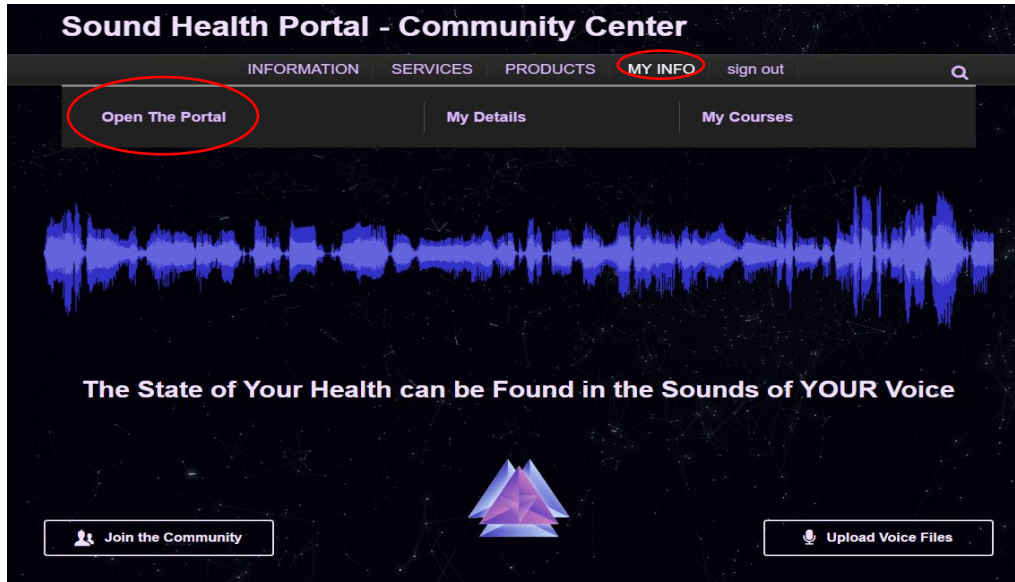 Sound Health Portal - Community Center
INFORMATION SERVICES PRODUCTS MY INFO sign out
Open The Portal My Details My Courses
The State of Your Health can be Found in the Sounds of YOUR Voice
Join the Community Upload Voice Files